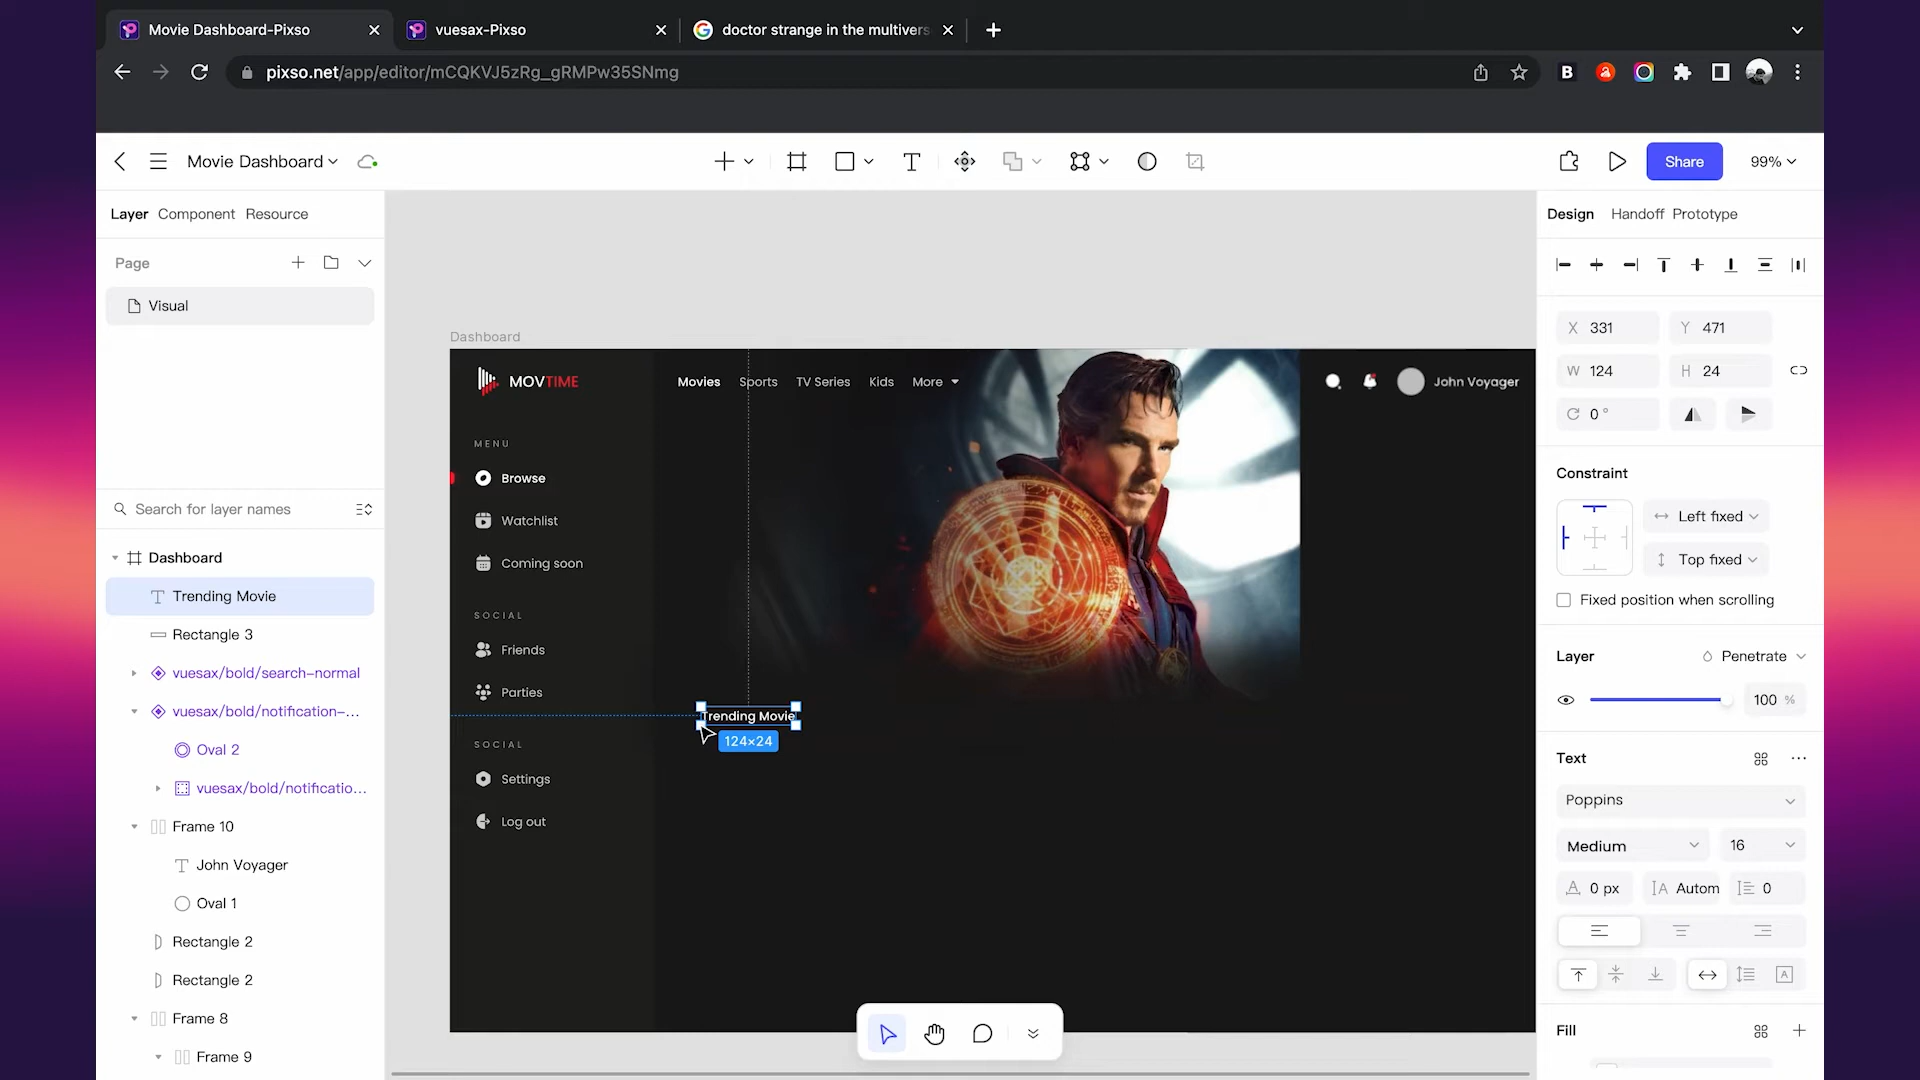 Movie Dashboard-Pixso
vuesax-Pixso
doctor strange in the multivers
pixso.net/app/editor/mCQKVJ5zRg_gRMPw35SNmg
B
Movie Dashboard
T
Share
99%
Layer Component Resource
Page
Visual
Search for layer names
Dashboard
Trending Movie
Rectangle 3
vuesax/bold/search-normal
vuesax/bold/notification-...
Oval 2
vuesax/bold/notificatio...
Frame 10
John Voyager
Oval 1
Rectangle 2
Rectangle 2
Frame 8
Frame 9
Dashboard
MOVTIME
Movies Sports TV Series Kids More
John Voyager
MENU
Browse
Watchlist
Coming soon
SOCIAL
Friends
Parties
SOCIAL
Settings
Log out
Trending Movie
124×24
Design Handoff Prototype
X 331 Y 471
W 124 H 24
0 °
Constraint
Left fixed
Top fixed
Fixed position when scrolling
Layer
Penetrate
100 %
Text
Poppins
Medium 16
0 px Autom 0
Fill